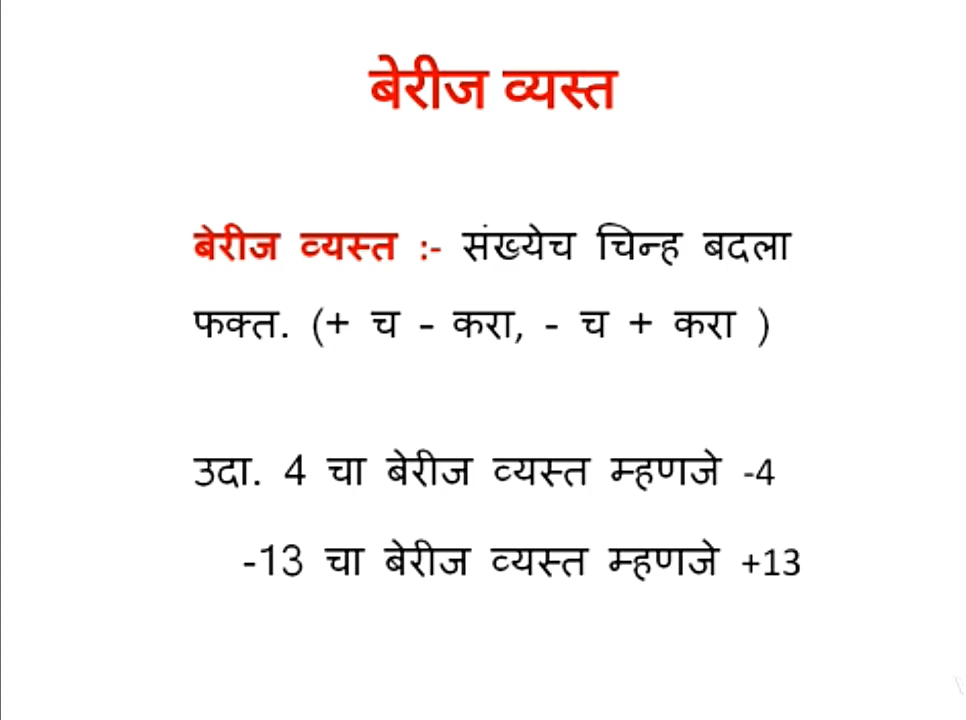 बेरीज व्यस्त
बेरीज व्यस्त :- संख्येच चिन्ह बदला
फक्त. (+ च - करा, - च + करा )
उदा. 4 चा बेरीज व्यस्त म्हणजे -4
-13 चा बेरीज व्यस्त म्हणजे +13